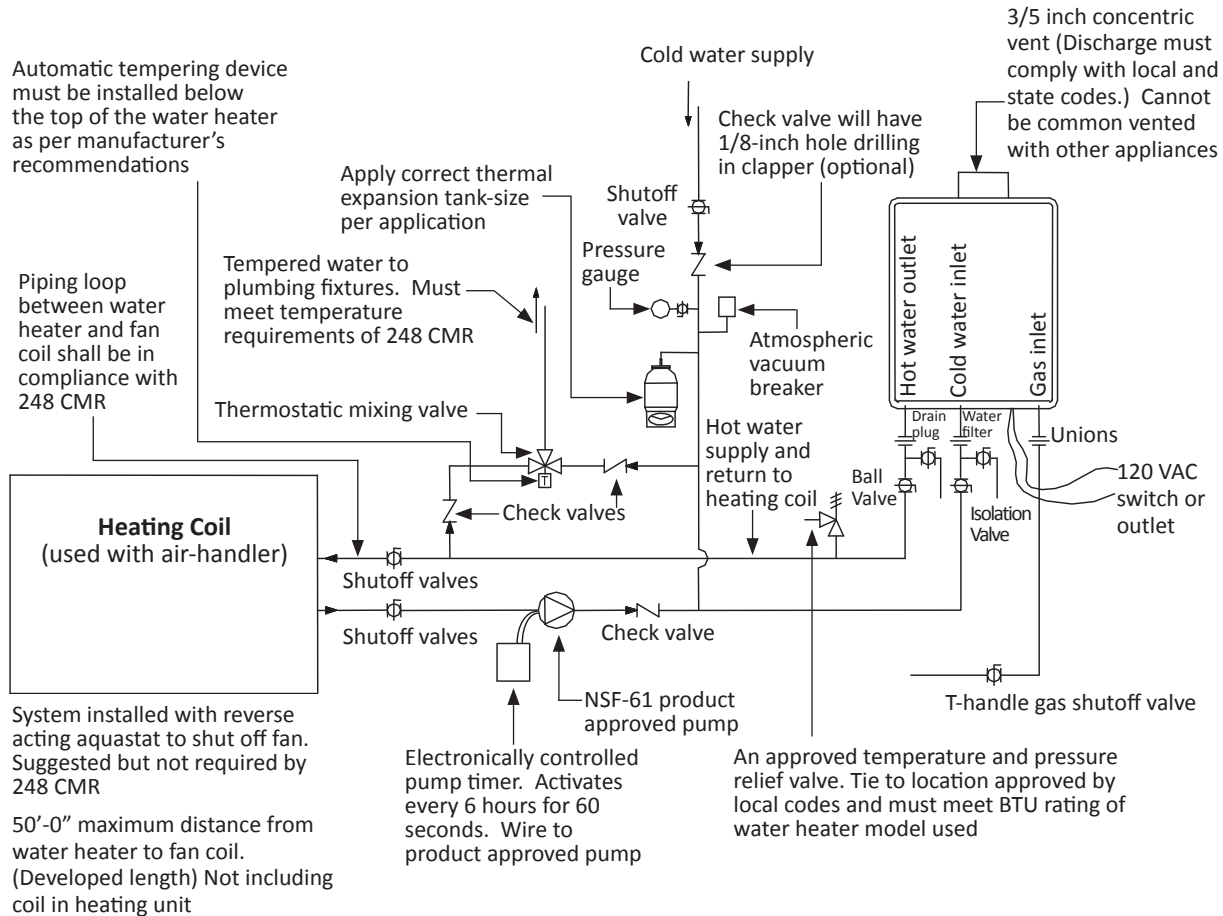 3/5 inch concentric
vent (Discharge must
comply with local and
state codes.)  Cannot
be common vented
with other appliances
Cold water supply
Automatic tempering device
must be installed below
the top of the water heater
as per manufacturer’s
recommendations
Check valve will have
1/8-inch hole drilling
in clapper (optional)
Apply correct thermal
expansion tank-size
per application
Shutoff
valve
Pressure
gauge
Tempered water to
plumbing fixtures.  Must
meet temperature
requirements of 248 CMR
Piping loop
between water
heater and fan
coil shall be in
compliance with
248 CMR
Atmospheric
vacuum
breaker
Hot water outlet
Cold water inlet
Gas inlet
Thermostatic mixing valve
Drain
plug
Water
filter
Unions
Hot water
supply and
return to
heating coil
Ball
Valve
Isolation
Valve
120 VAC
switch or
outlet
T
Check valves
Heating Coil
(used with air-handler)
Shutoff valves
Shutoff valves
Check valve
NSF-61 product
approved pump
T-handle gas shutoff valve
System installed with reverse
acting aquastat to shut off fan.
Suggested but not required by
248 CMR
Electronically controlled
pump timer.  Activates
every 6 hours for 60
seconds.  Wire to
product approved pump
An approved temperature and pressure
relief valve. Tie to location approved by
local codes and must meet BTU rating of
water heater model used
50’-0” maximum distance from
water heater to fan coil.
(Developed length) Not including
coil in heating unit